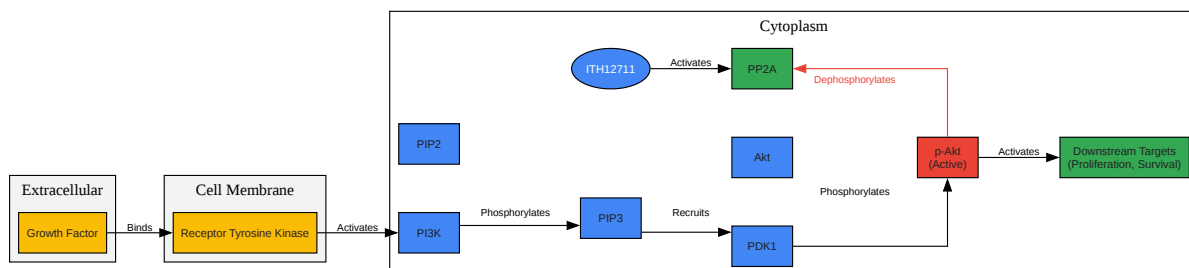 Cytoplasm
ITH12711
Activates
PP2A
Dephosphorylates
PIP2
Akt
p-Akt
(Active)
Activates
Downstream Targets
(Proliferation, Survival)
Extracellular
Growth Factor
Binds
Cell Membrane
Receptor Tyrosine Kinase
Activates
PI3K
Phosphorylates
PIP3
Recruits
PDK1
Phosphorylates